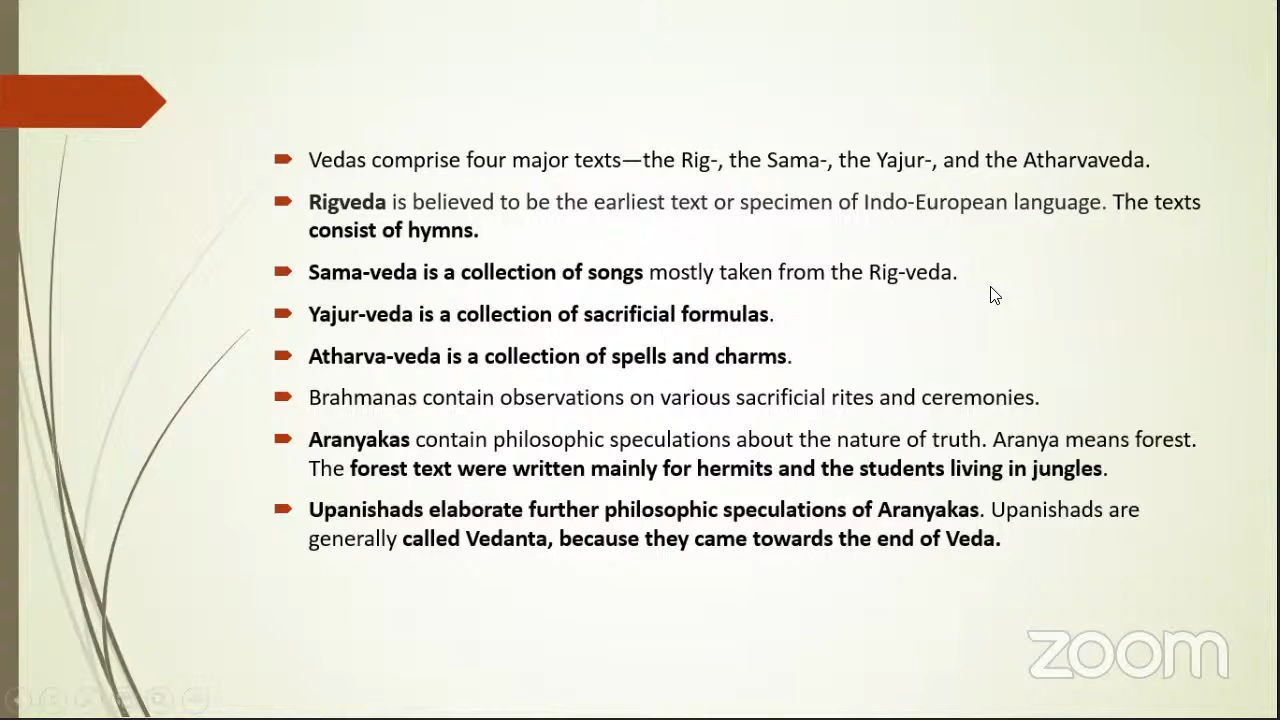 Vedas comprise four major texts—the Rig-, the Sama-, the Yajur-, and the Atharvaveda.
Rigveda is believed to be the earliest text or specimen of Indo-European language. The texts
consist of hymns.
Sama-veda is a collection of songs mostly taken from the Rig-veda.
Yajur-veda is a collection of sacrificial formulas.
Atharva-veda is a collection of spells and charms.
Brahmanas contain observations on various sacrificial rites and ceremonies.
Aranyakas contain philosophic speculations about the nature of truth. Aranya means forest.
The forest text were written mainly for hermits and the students living in jungles.
Upanishads elaborate further philosophic speculations of Aranyakas. Upanishads are
generally called Vedanta, because they came towards the end of Veda.
zoom